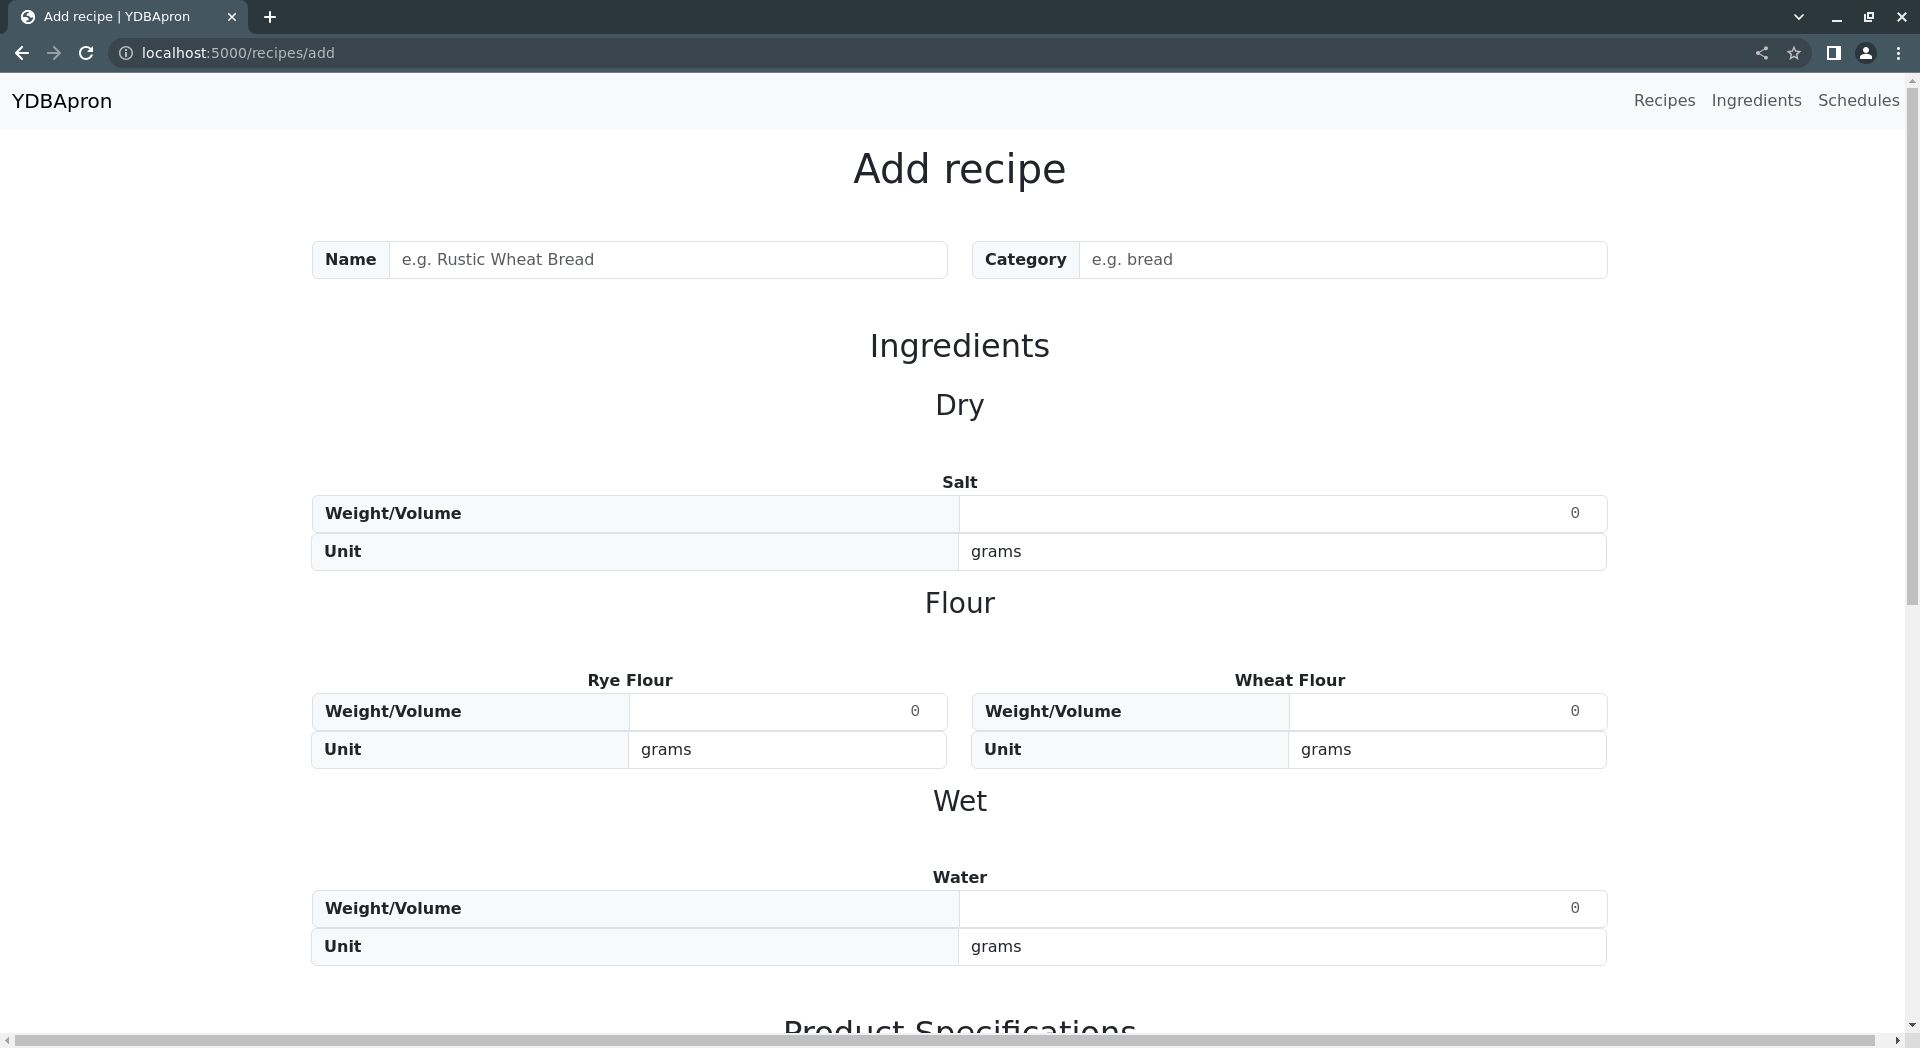 Add recipe | YDBApron
localhost:5000/recipes/add
YDBApron
Recipes Ingredients Schedules
Add recipe
Name e.g. Rustic Wheat Bread Category e.g. bread
Ingredients
Dry
Salt
Weight/Volume 0
Unit grams
Flour
Rye Flour Wheat Flour
Weight/Volume 0 Weight/Volume 0
Unit grams Unit grams
Wet
Water
Weight/Volume 0
Unit grams
Product Specifications